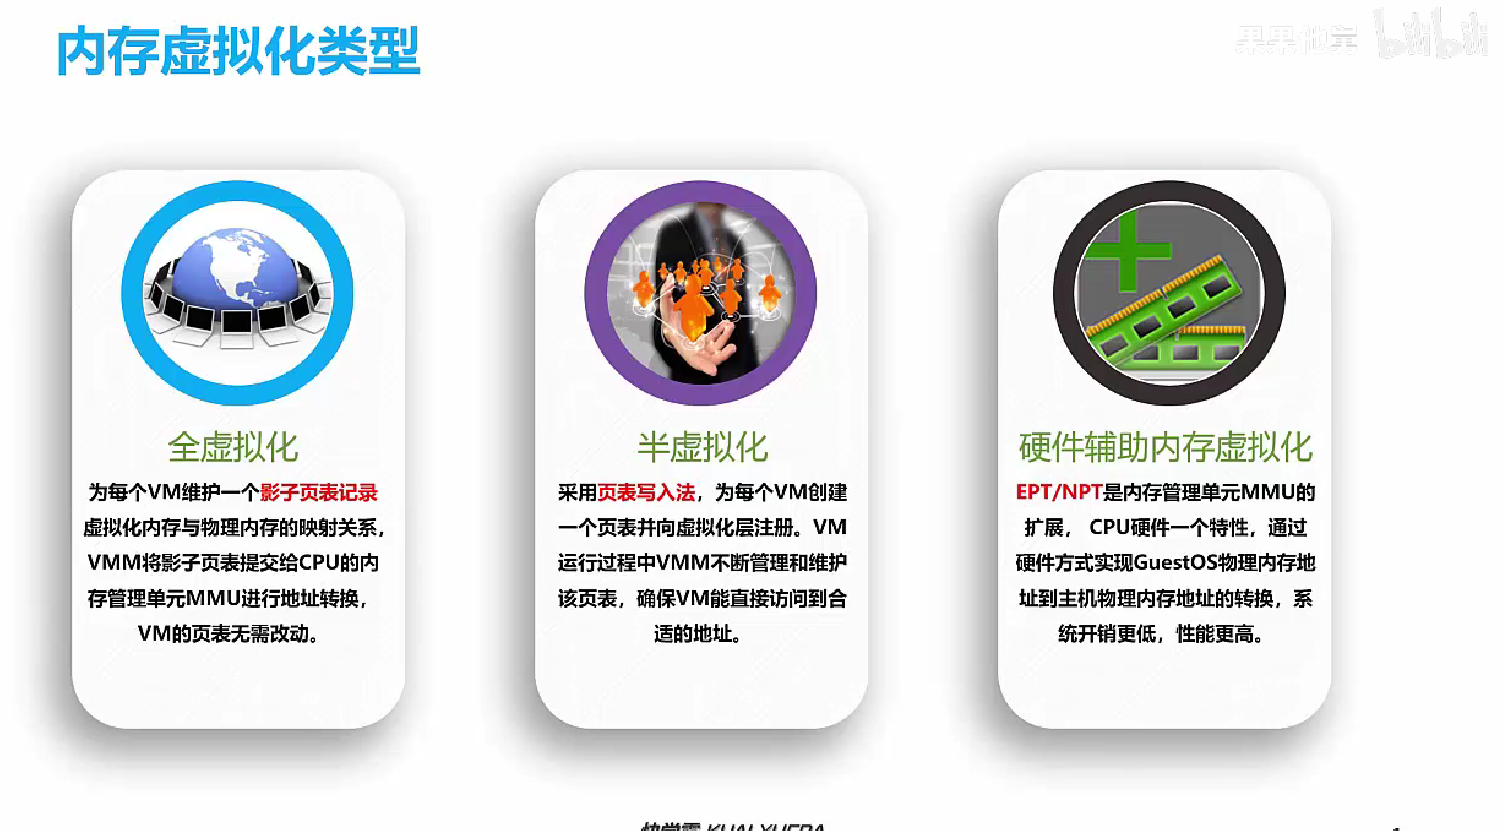 内存虚拟化类型
bilibili
全虚拟化
为每个VM维护一个影子页表记录
虚拟化内存与物理内存的映射关系,
VMM将影子页表提交给CPU的内
存管理单元MMU进行地址转换，
VM的页表无需改动。
半虚拟化
采用页表写入法，为每个VM创建
一个页表并向虚拟化层注册。VM
运行过程中VMM不断管理和维护
该页表，确保VM能直接访问到合
适的地址。
硬件辅助内存虚拟化
EPT/NPT是内存管理单元MMU的
扩展， CPU硬件一个特性，通过
硬件方式实现GuestOS物理内存地
址到主机物理内存地址的转换，系
统开销更低，性能更高。